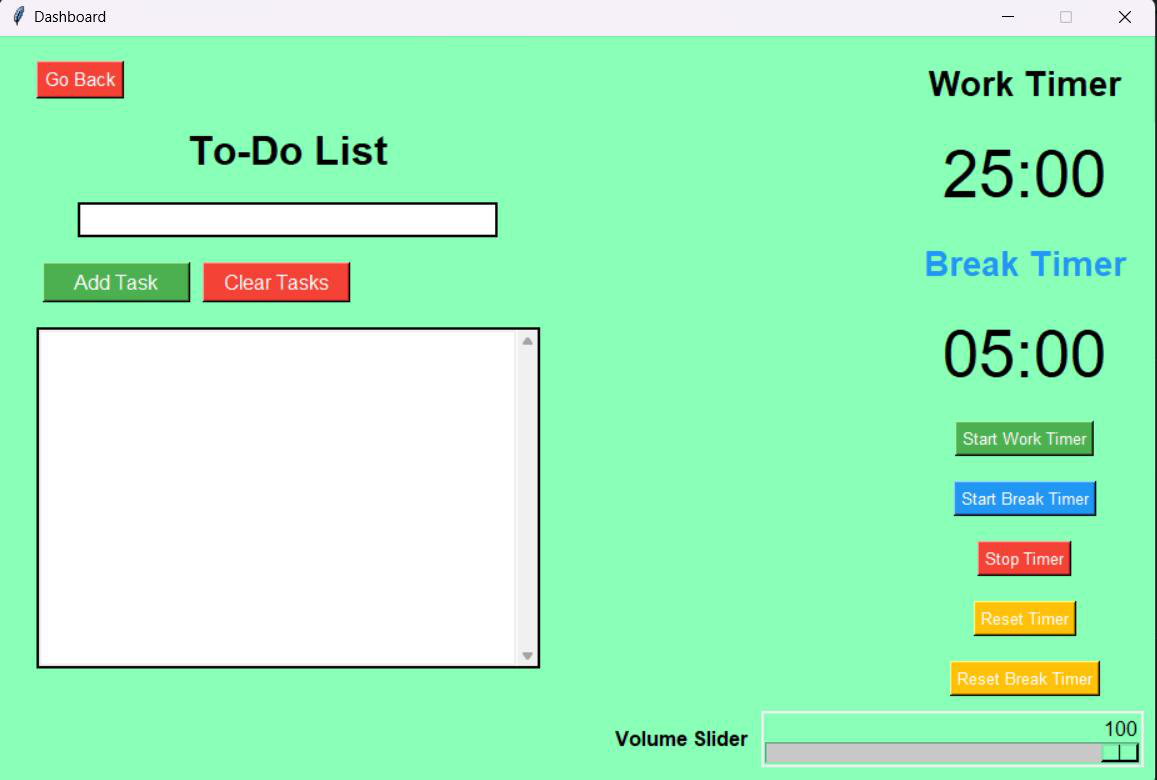 Dashboard
Go Back
To-Do List
Add Task
Clear Tasks
Work Timer
25:00
Break Timer
05:00
Start Work Timer
Start Break Timer
Stop Timer
Reset Timer
Reset Break Timer
Volume Slider
100